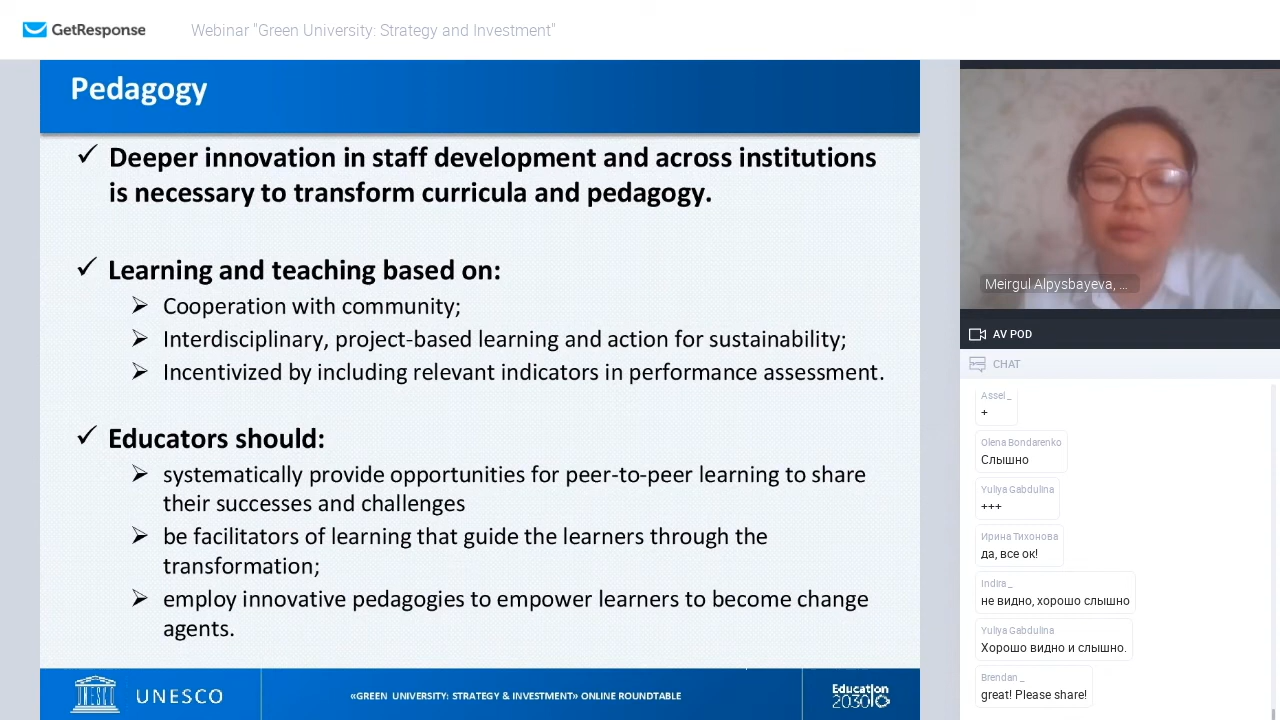 GetResponse
Webinar "Green University: Strategy and Investment"
Pedagogy
✓ Deeper innovation in staff development and across institutions
is necessary to transform curricula and pedagogy.
✓ Learning and teaching based on:
➢ Cooperation with community;
➢ Interdisciplinary, project-based learning and action for sustainability;
➢ Incentivized by including relevant indicators in performance assessment.
✓ Educators should:
➢ systematically provide opportunities for peer-to-peer learning to share
their successes and challenges
➢ be facilitators of learning that guide the learners through the
transformation;
➢ employ innovative pedagogies to empower learners to become change
agents.
UNESCO
«GREEN UNIVERSITY: STRATEGY & INVESTMENT» ONLINE ROUNDTABLE
Education
2030
Meirgul Alpysbayeva, ...
AV POD
CHAT
Assel_
+
Olena Bondarenko
Слышно
Yuliya Gabdulina
+++
Ирина Тихонова
да, все ок!
Indira_
не видно, хорошо слышно
Yuliya Gabdulina
Хорошо видно и слышно.
Brendan _
great! Please share!